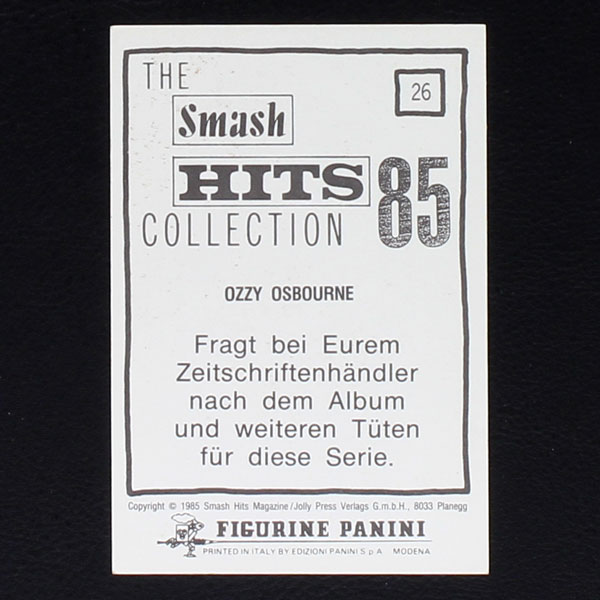 THE
26
Smash
HITS
85
COLLECTION
OZZY OSBOURNE
Fragt bei Eurem
Zeitschriftenhändler
nach dem Album
und weiteren Tüten
für diese Serie.
Copyright © 1985 Smash Hits Magazine/Jolly Press Verlags G.m.b.H., 8033 Planegg
FIGURINE PANINI
PRINTED IN ITALY BY EDIZIONI PANINI S p A MODENA